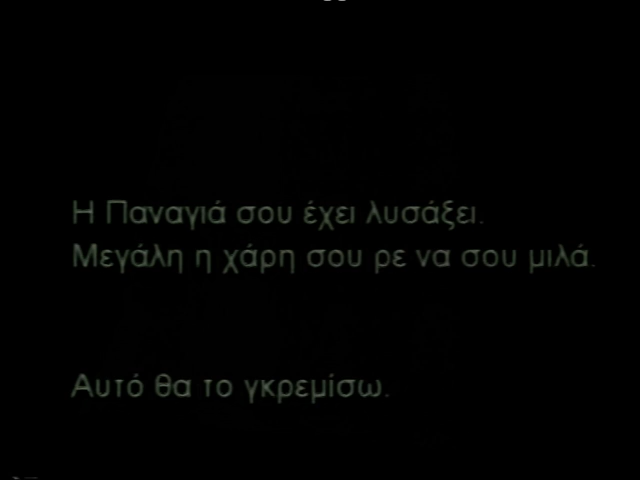 Η Παναγιά σου έχει λυσάξει.
Μεγάλη η χάρη σου ρε να σου μιλά.
Αυτό θα το γκρεμίσω.